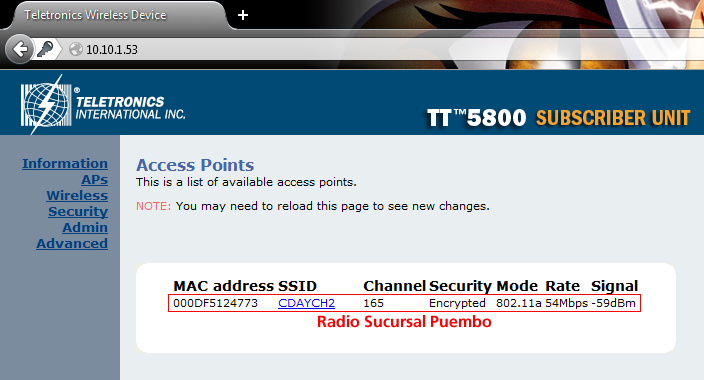 Teletronics Wireless Device
+
10.10.1.53
TELETRONICS®
INTERNATIONAL INC.
TT™5800 SUBSCRIBER UNIT
Information
APs
Wireless
Security
Admin
Advanced
Access Points
This is a list of available access points.
NOTE: You may need to reload this page to see new changes.
MAC address SSID Channel Security Mode Rate Signal
000DF5124773 CDAYCH2 165 Encrypted 802.11a 54Mbps -59dBm
Radio Sucursal Puembo